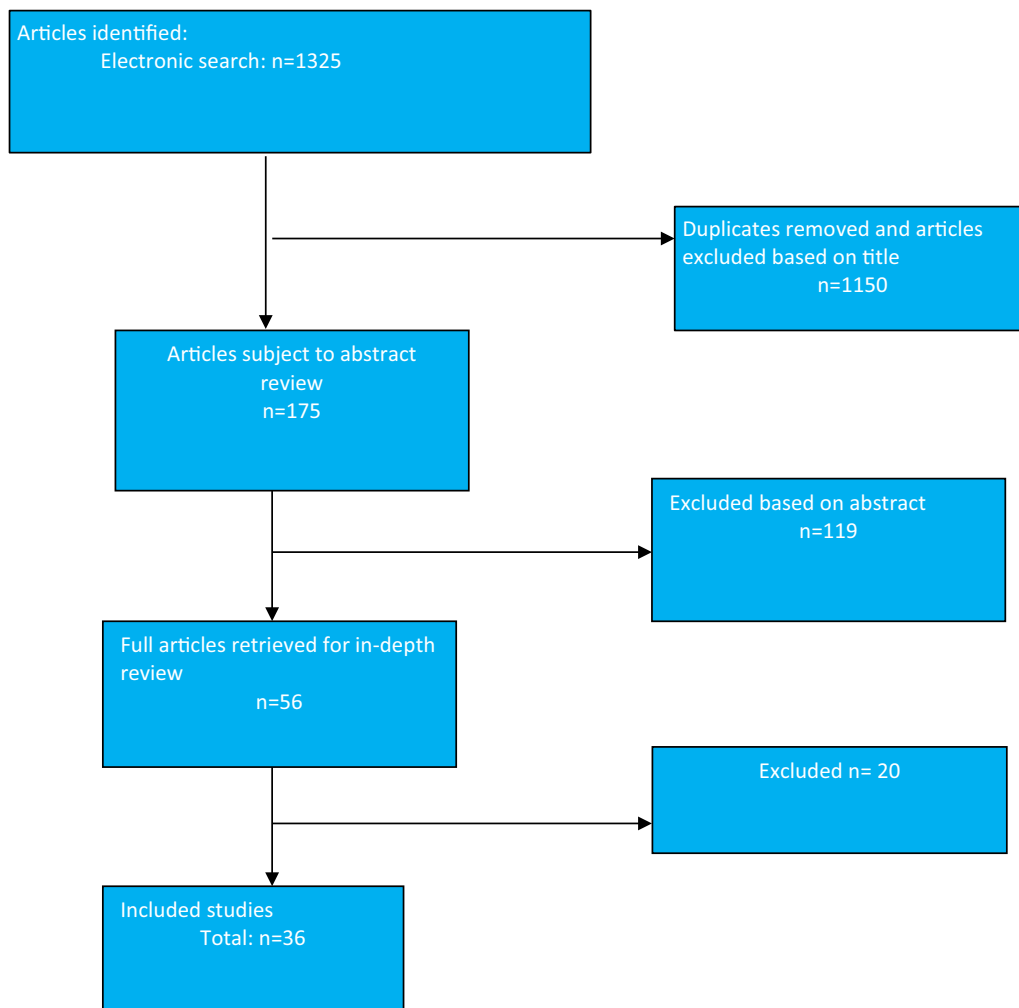 Articles identified:
Electronic search: n=1325
Duplicates removed and articles
excluded based on title
n=1150
Articles subject to abstract
review
n=175
Excluded based on abstract
n=119
Full articles retrieved for in-depth
review
n=56
Excluded n= 20
Included studies
Total: n=36